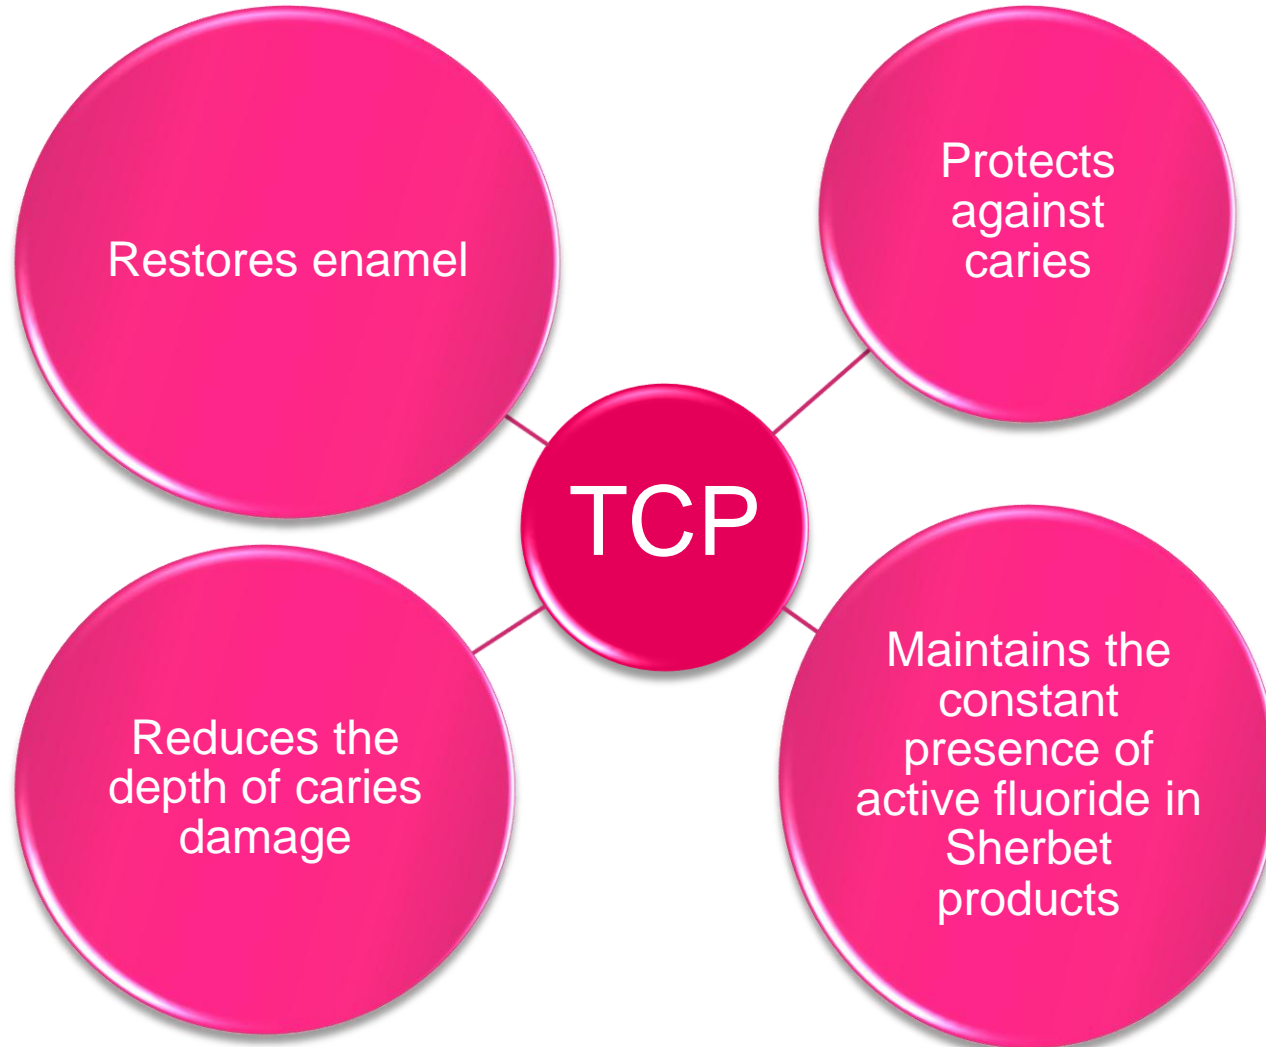 Restores enamel
Protects
against
caries
TCP
Reduces the
depth of caries
damage
Maintains the
constant
presence of
active fluoride in
Sherbet
products